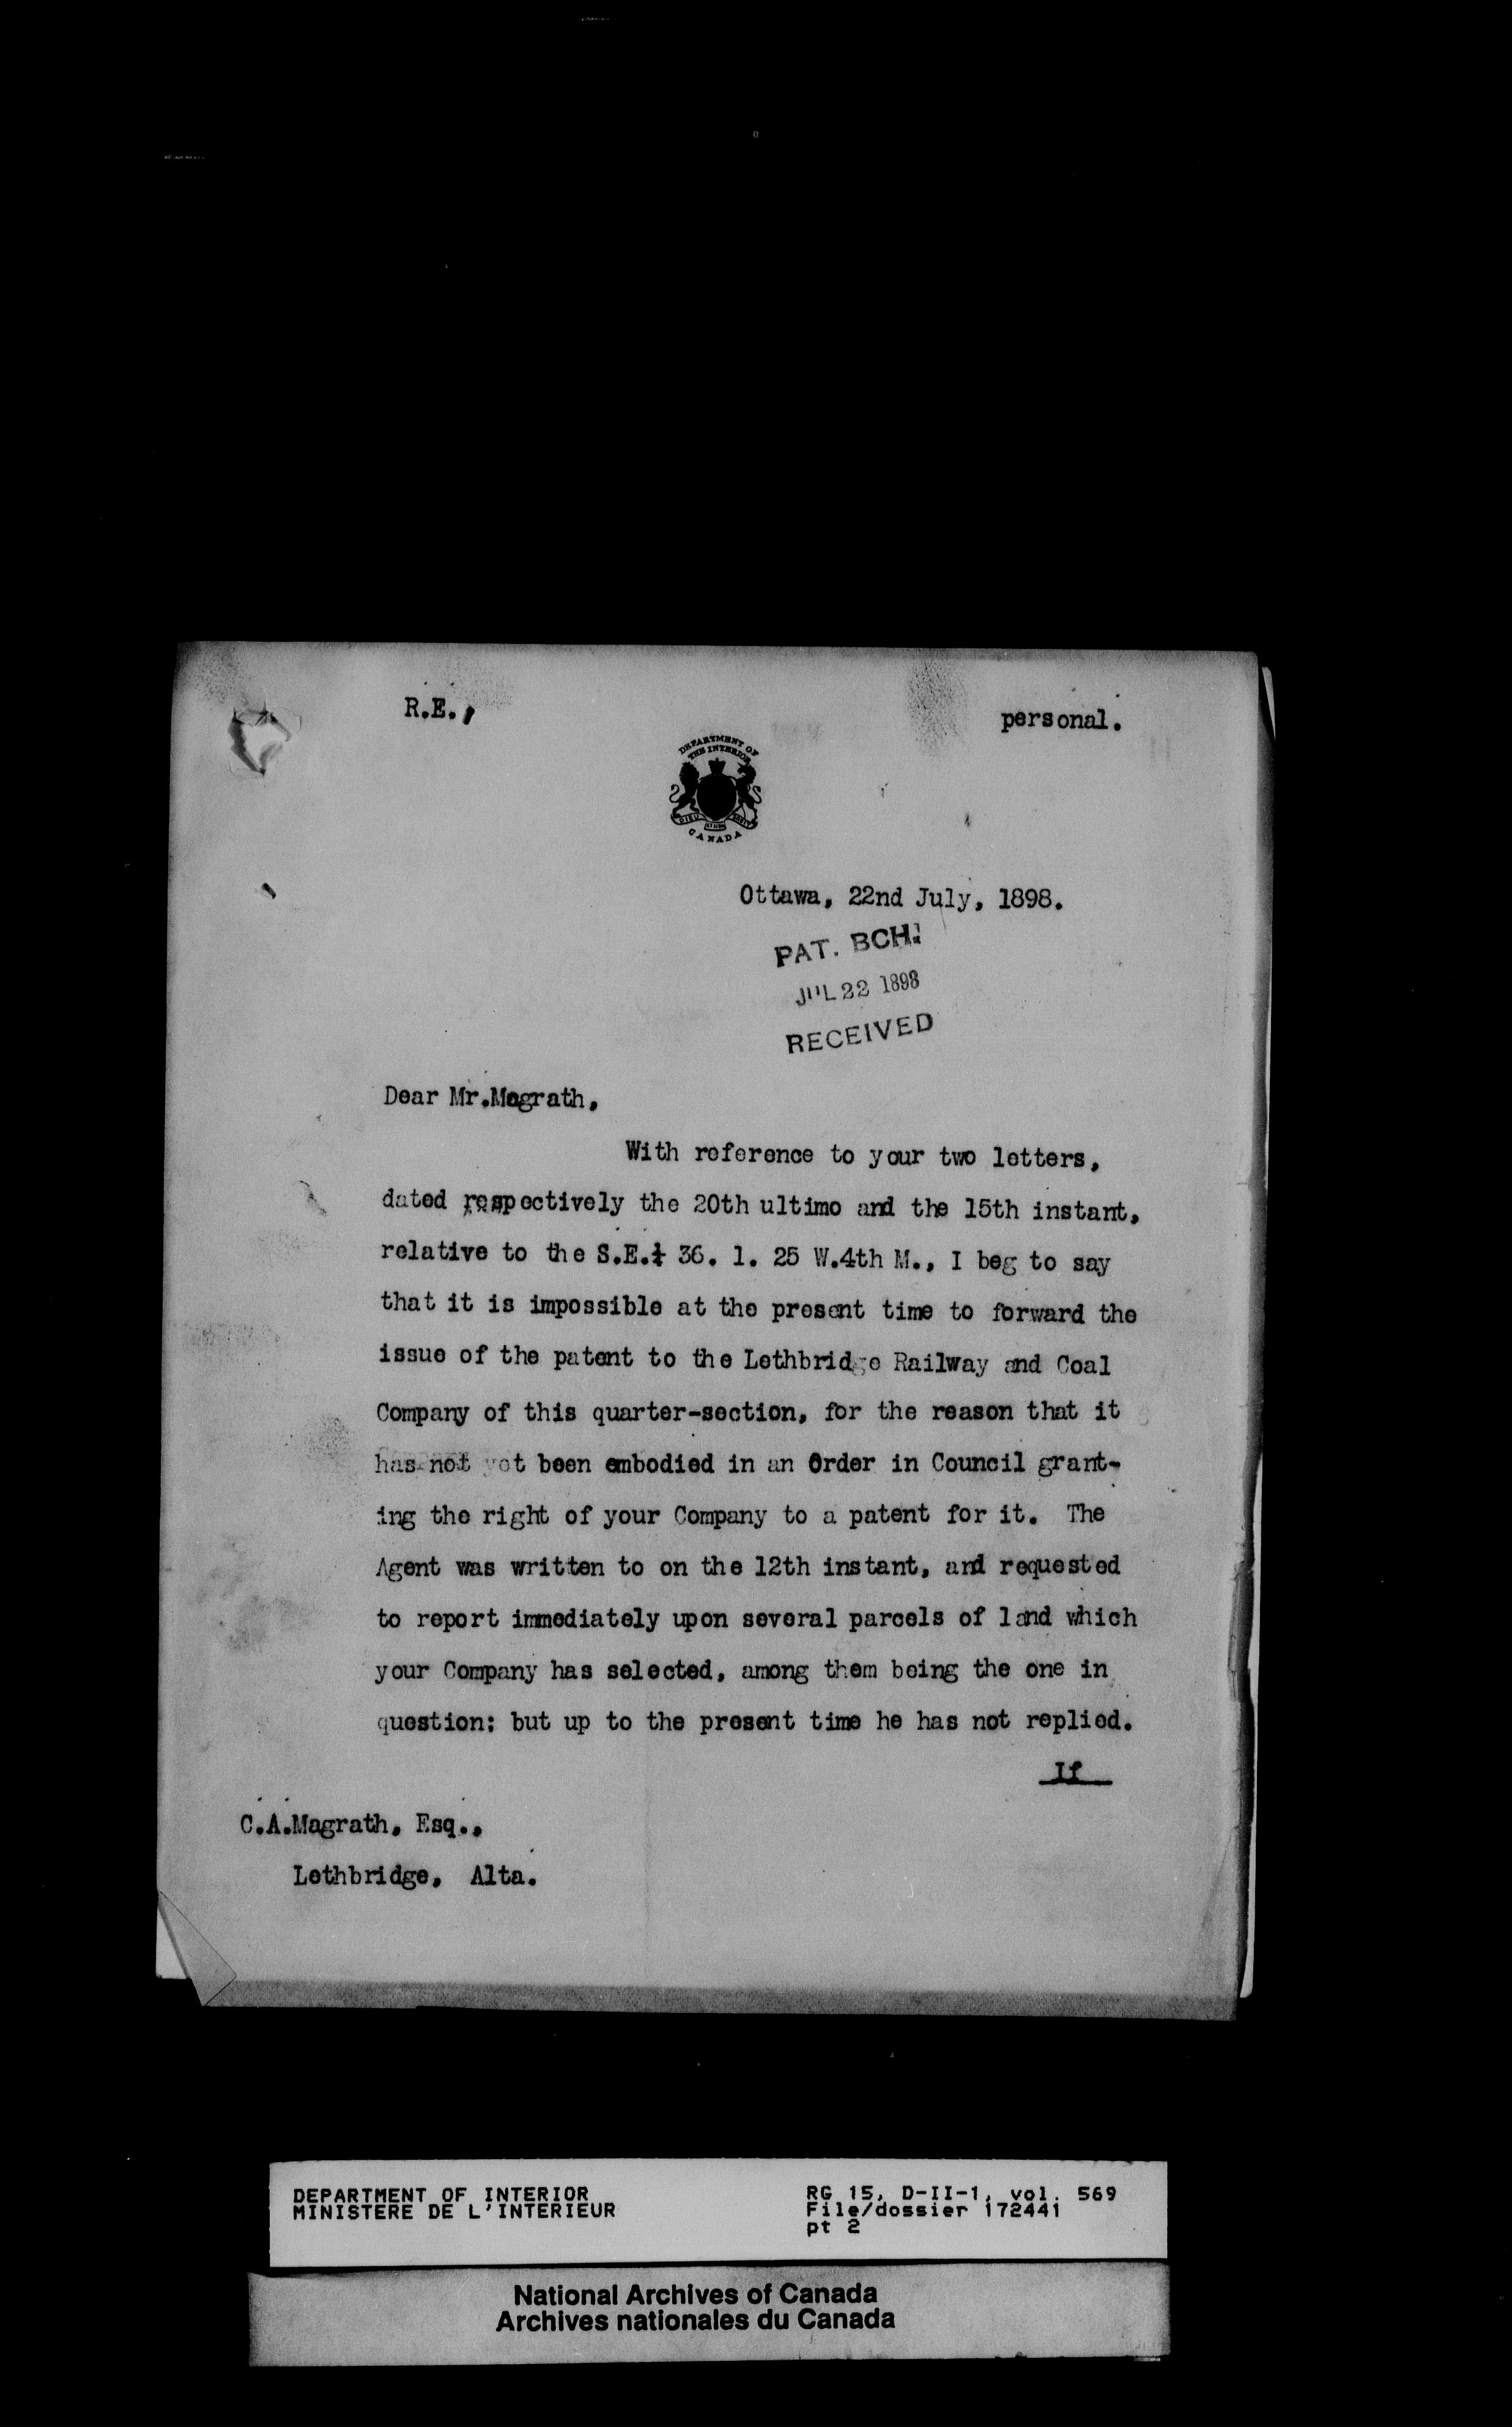 R.E.,
personal.
DEPARTMENT OF
THE INTERIOR
CANADA
Ottawa, 22nd July, 1898.
PAT. BCH.
JUL 22 1898
RECEIVED
Dear Mr.Magrath,
With reference to your two letters,
dated respectively the 20th ultimo and the 15th instant,
relative to the S.E.¼ 36. 1. 25 W.4th M., I beg to say
that it is impossible at the present time to forward the
issue of the patent to the Lethbridge Railway and Coal
Company of this quarter-section, for the reason that it
has not yet been embodied in an Order in Council grant-
ing the right of your Company to a patent for it. The
Agent was written to on the 12th instant, and requested
to report immediately upon several parcels of land which
your Company has selected, among them being the one in
question; but up to the present time he has not replied.
If
C.A.Magrath, Esq.,
Lethbridge, Alta.
DEPARTMENT OF INTERIOR
MINISTERE DE L'INTERIEUR
RG 15, D-II-1, vol. 569
File/dossier 172441
pt 2
National Archives of Canada
Archives nationales du Canada